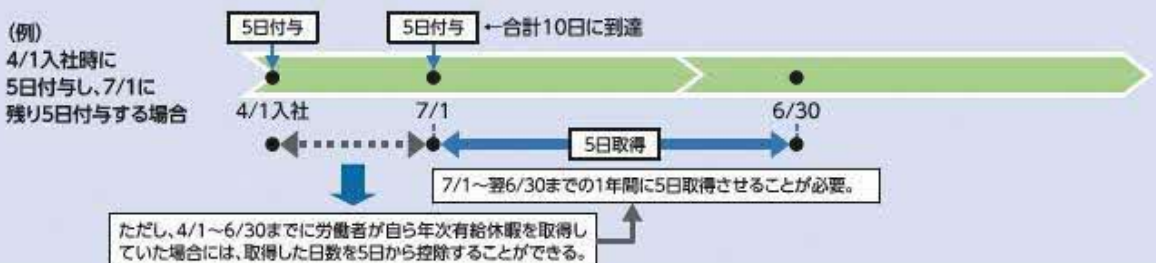 (例)
4/1入社時に
5日付与し、7/1に
残り5日付与する場合
5日付与
5日付与
←合計10日に到達
4/1入社
7/1
6/30
5日取得
7/1～翌6/30までの1年間に5日取得させることが必要。
ただし、4/1～6/30までに労働者が自ら年次有給休暇を取得し
ていた場合には、取得した日数を5日から控除することができる。